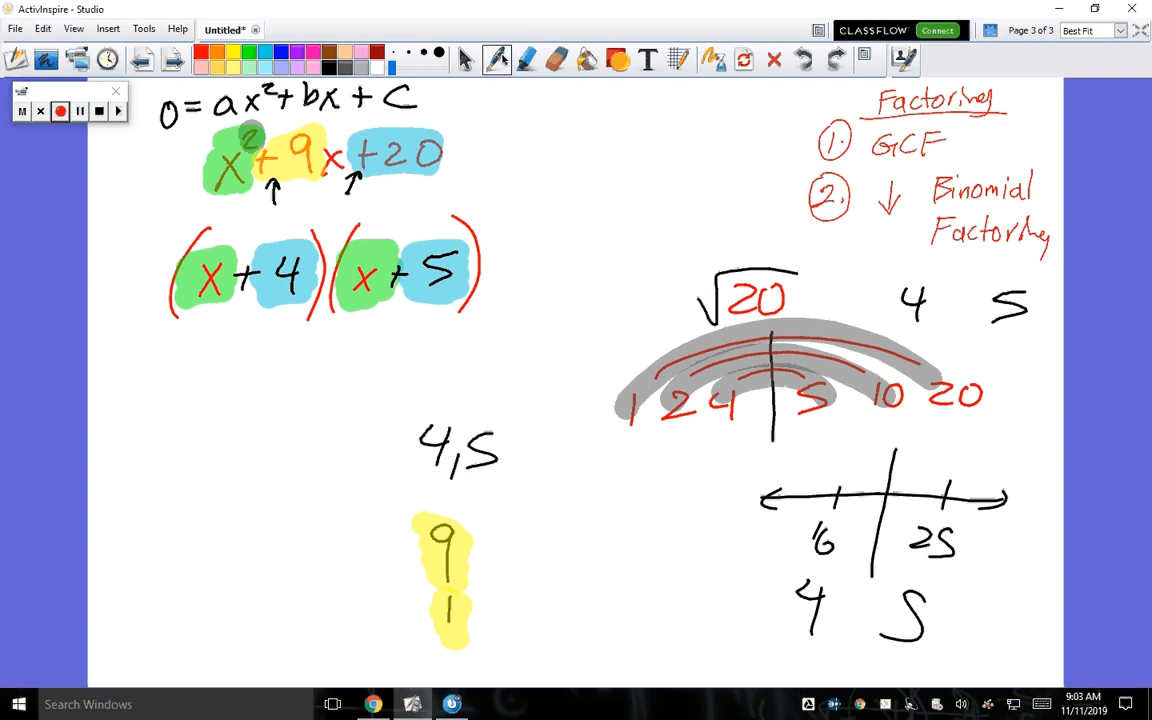 ActivInspire - Studio
File Edit View Insert Tools Help Untitled*
CLASSFLOW Connect Page 3 of 3 Best Fit
M
0 = ax² + bx + C
x² + 9x + 20
(x + 4)(x + 5)
Factoring
1. GCF
2. ↓ Binomial
Factoring
√20 4 5
1 2 4 5 10 20
4,5
9
1
16 25
4 5
Search Windows
9:03 AM
11/11/2019